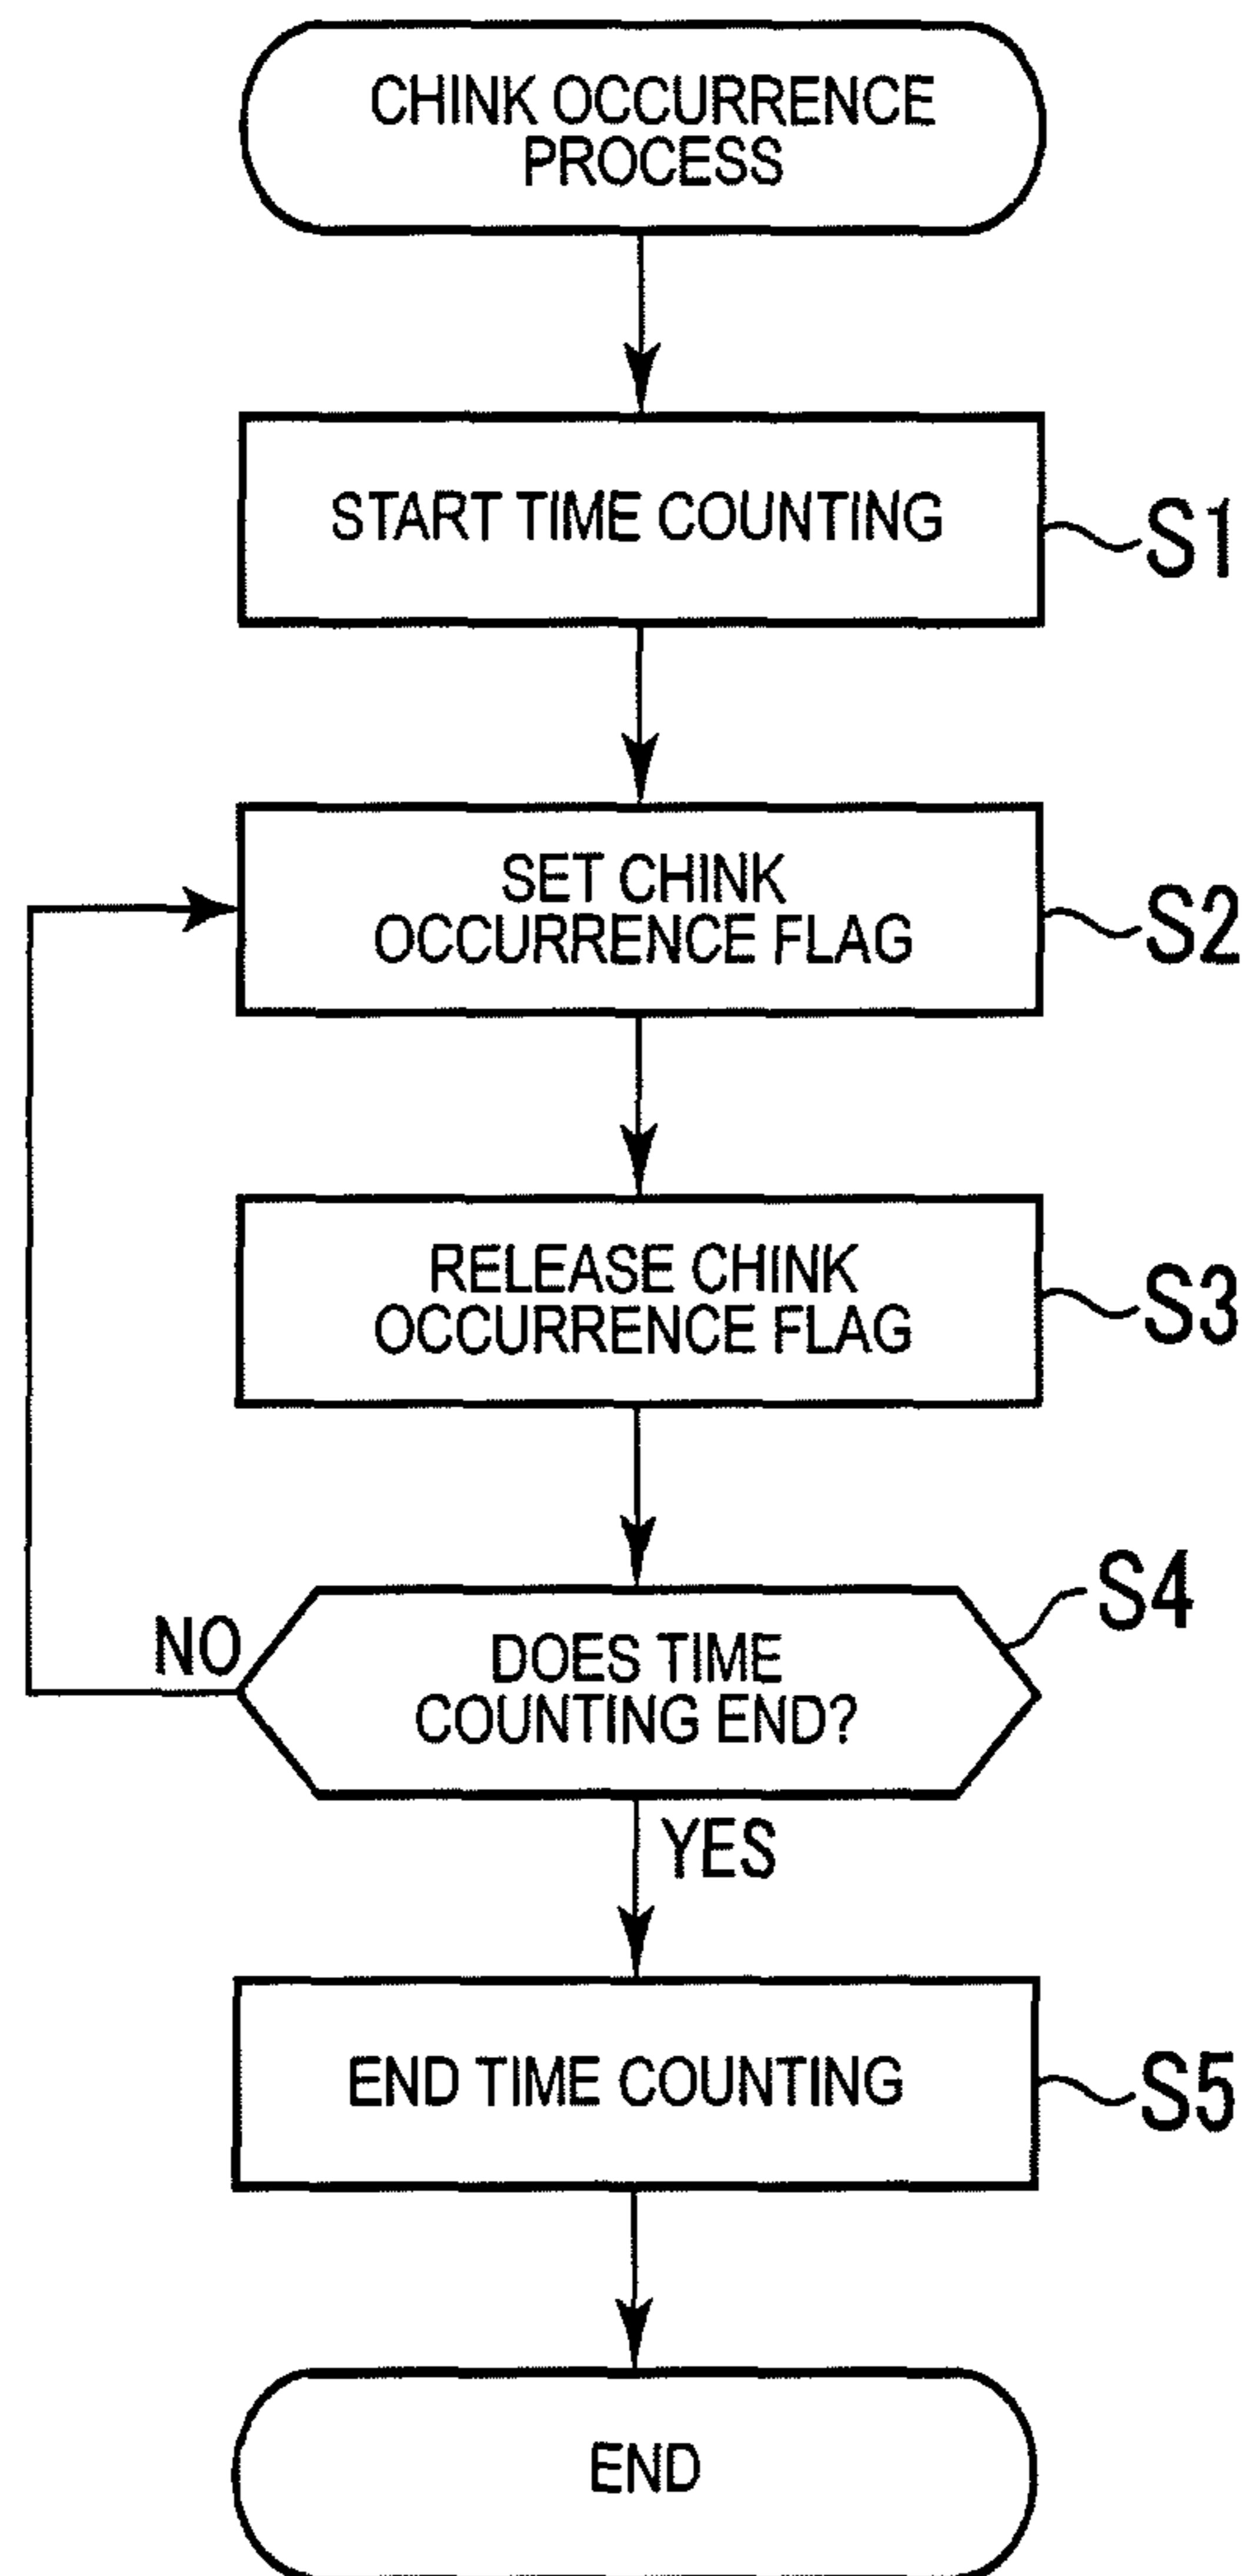 CHINK OCCURRENCE
PROCESS
START TIME COUNTING
S1
SET CHINK
OCCURRENCE FLAG
S2
RELEASE CHINK
OCCURRENCE FLAG
S3
DOES TIME
COUNTING END?
S4
NO
YES
END TIME COUNTING
S5
END